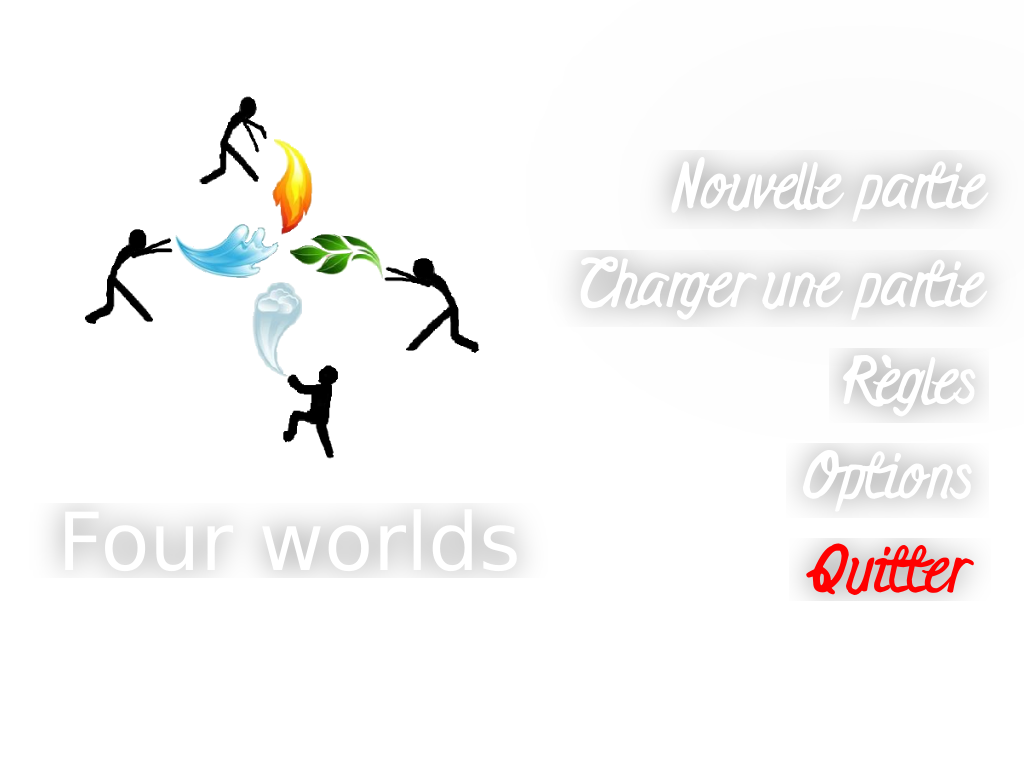 Nouvelle partie
Charger une partie
Règles
Options
Quitter
Four worlds